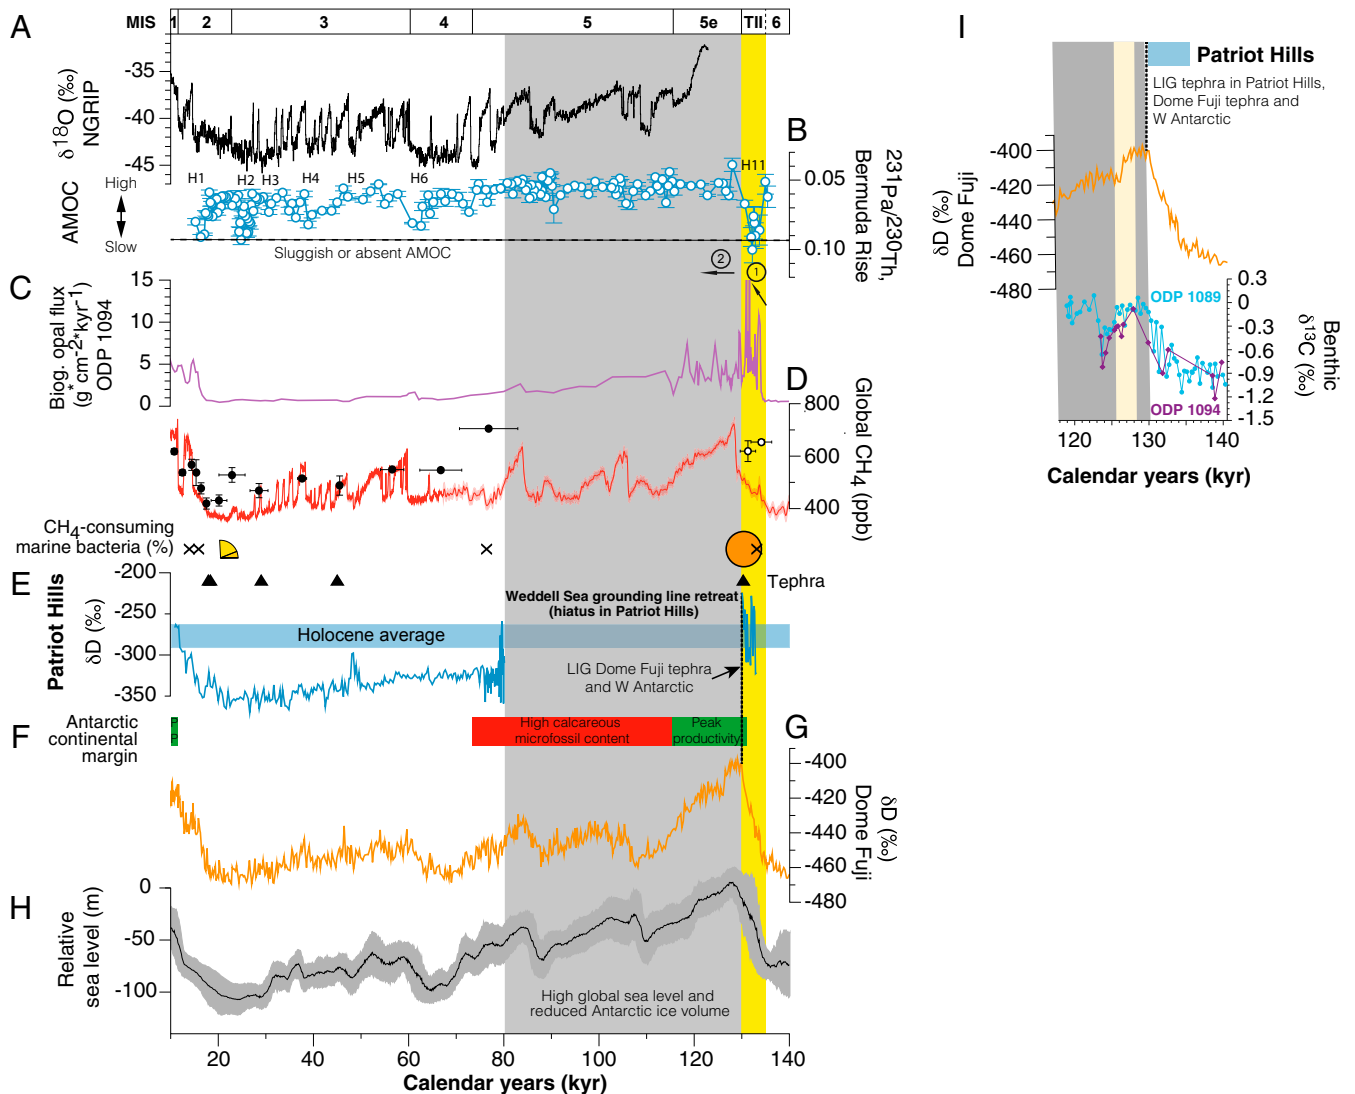 A
MIS
1
2
3
4
5
5e
TII
6
-35
-40
-45
δ18O (‰)
NGRIP
B
H1
H2
H3
H4
H5
H6
H11
AMOC
High
Slow
Sluggish or absent AMOC
0.05
0.10
231Pa/230Th,
Bermuda Rise
2
1
C
15
10
5
0
Biog. opal flux
(g*cm-2*kyr-1)
ODP 1094
D
800
600
400
Global CH4 (ppb)
CH4-consuming
marine bacteria (%)
E
Patriot Hills
δD (‰)
-200
-250
-300
-350
Tephra
Weddell Sea grounding line retreat
(hiatus in Patriot Hills)
Holocene average
LIG Dome Fuji tephra
and W Antarctic
F
Antarctic
continental
margin
P
P
High calcareous
microfossil content
Peak
productivity
G
-400
-420
-440
-460
-480
δD (‰)
Dome Fuji
H
0
-50
-100
Relative
sea level (m)
High global sea level and
reduced Antarctic ice volume
20
40
60
80
100
120
140
Calendar years (kyr)
I
Patriot Hills
LIG tephra in Patriot Hills,
Dome Fuji tephra and
W Antarctic
-400
-420
-440
-460
-480
δD (‰)
Dome Fuji
ODP 1089
ODP 1094
0.3
0
-0.3
-0.6
-0.9
-1.2
-1.5
Benthic
δ13C (‰)
120
130
140
Calendar years (kyr)